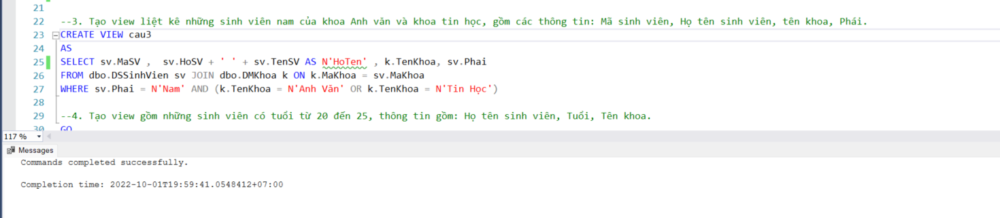 21
22 --3. Tạo view liệt kê những sinh viên nam của khoa Anh văn và khoa tin học, gồm các thông tin: Mã sinh viên, Họ tên sinh viên, tên khoa, Phái.
23 CREATE VIEW cau3
24 AS
25 SELECT sv.MaSV ,  sv.HoSV + ' ' + sv.TenSV AS N'HoTen' , k.TenKhoa, sv.Phai
26 FROM dbo.DSSinhVien sv JOIN dbo.DMKhoa k ON k.MaKhoa = sv.MaKhoa
27 WHERE sv.Phai = N'Nam' AND (k.TenKhoa = N'Anh Văn' OR k.TenKhoa = N'Tin Học')
28
29 --4. Tạo view gồm những sinh viên có tuổi từ 20 đến 25, thông tin gồm: Họ tên sinh viên, Tuổi, Tên khoa.
30 GO
117 %
Messages
Commands completed successfully.
Completion time: 2022-10-01T19:59:41.0548412+07:00